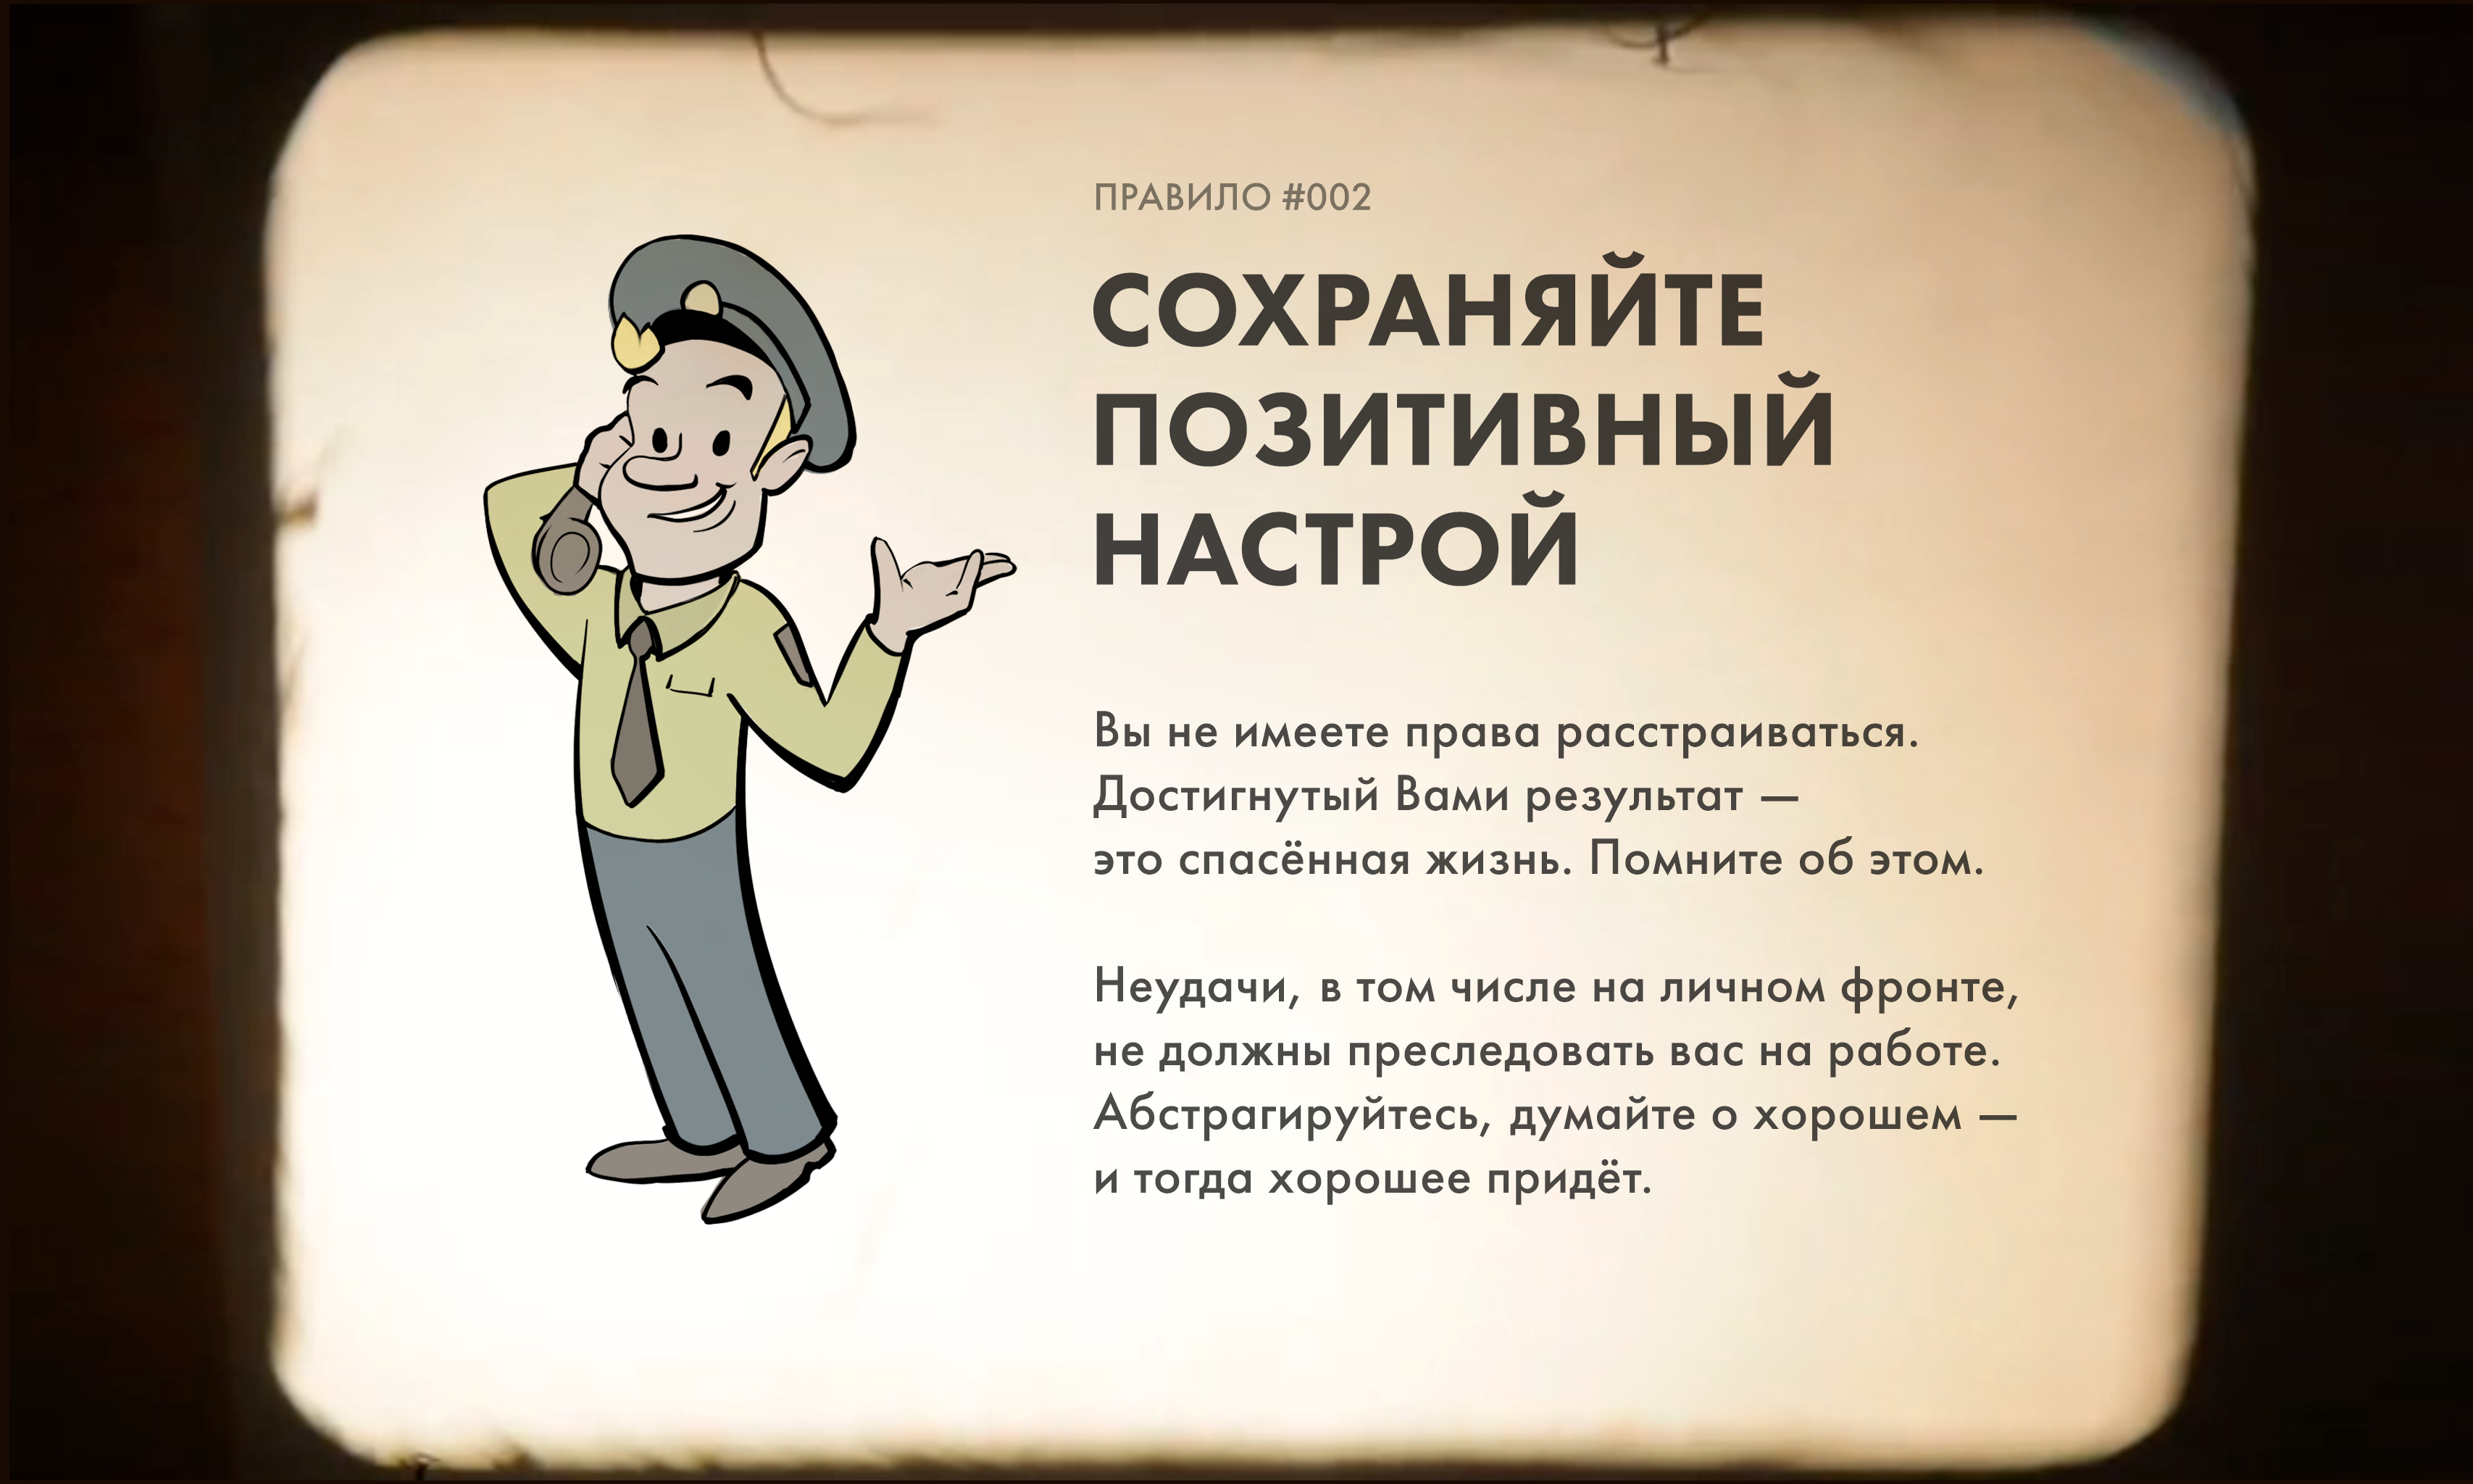 ПРАВИЛО #002
СОХРАНЯЙТЕ
ПОЗИТИВНЫЙ
НАСТРОЙ
Вы не имеете права расстраиваться.
Достигнутый Вами результат —
это спасённая жизнь. Помните об этом.
Неудачи, в том числе на личном фронте,
не должны преследовать вас на работе.
Абстрагируйтесь, думайте о хорошем —
и тогда хорошее придёт.